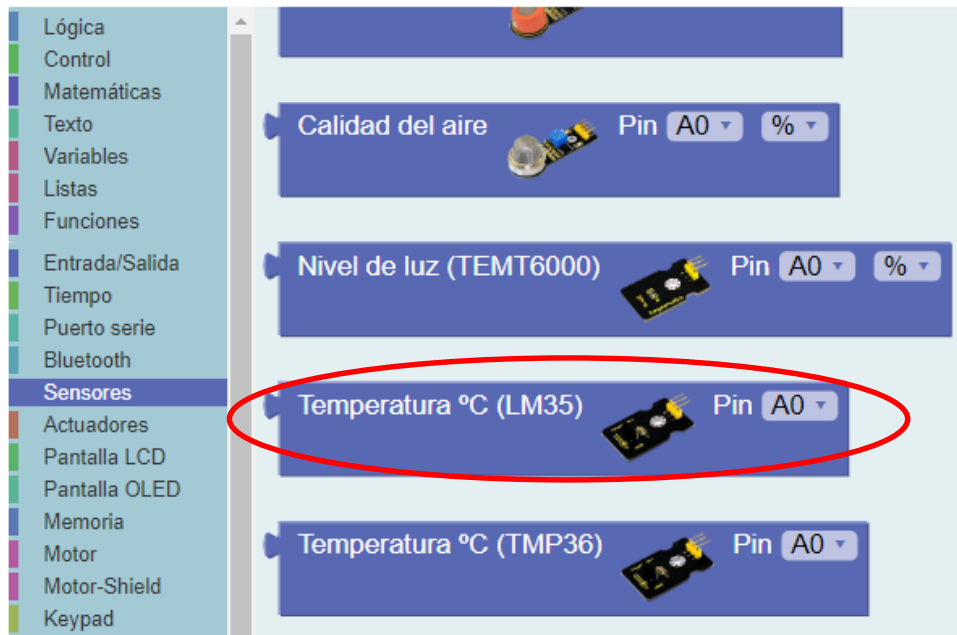 Lógica
Control
Matemáticas
Texto
Variables
Listas
Funciones
Entrada/Salida
Tiempo
Puerto serie
Bluetooth
Sensores
Actuadores
Pantalla LCD
Pantalla OLED
Memoria
Motor
Motor-Shield
Keypad
Calidad del aire Pin A0 %
Nivel de luz (TEMT6000) Pin A0 %
Temperatura ºC (LM35) Pin A0
Temperatura ºC (TMP36) Pin A0